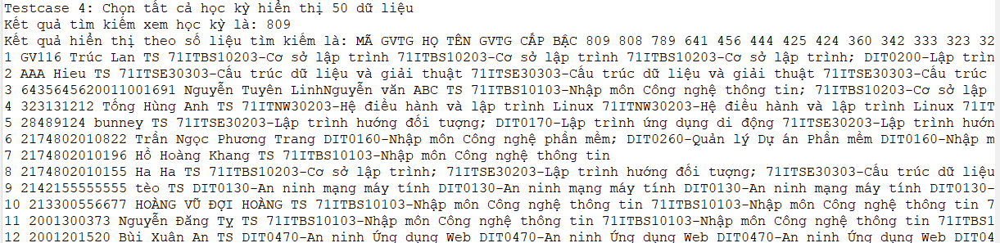 Testcase 4: Chọn tất cả học kỳ hiển thị 50 dữ liệu
Kết quả tìm kiếm xem học kỳ là: 809
Kết quả hiển thị theo số liệu tìm kiếm là: MÃ GVTG HỌ TÊN GVTG CẤP BẬC 809 808 789 641 456 444 425 424 360 342 333 323 32
1 GV116 Trúc Lan TS 71ITBS10203-Cơ sở lập trình 71ITBS10203-Cơ sở lập trình 71ITBS10203-Cơ sở lập trình; DIT0200-Lập trìn
2 AAA Hieu TS 71ITSE30303-Cấu trúc dữ liệu và giải thuật 71ITSE30303-Cấu trúc dữ liệu và giải thuật 71ITSE30303-Cấu trúc
3 6435645620011001691 Nguyễn Tuyên LinhNguyễn văn ABC TS 71ITBS10103-Nhập môn Công nghệ thông tin; 71ITBS10203-Cơ sở lập
4 323131212 Tống Hùng Anh TS 71ITNW30203-Hệ điều hành và lập trình Linux 71ITNW30203-Hệ điều hành và lập trình Linux 71IT
5 28489124 bunney TS 71ITSE30203-Lập trình hướng đối tượng; DIT0170-Lập trình ứng dụng di động 71ITSE30203-Lập trình hướn
6 2174802010822 Trần Ngọc Phương Trang DIT0160-Nhập môn Công nghệ phần mềm; DIT0260-Quản lý Dự án Phần mềm DIT0160-Nhập m
7 2174802010196 Hồ Hoàng Khang TS 71ITBS10103-Nhập môn Công nghệ thông tin
8 2174802010155 Ha Ha TS 71ITBS10203-Cơ sở lập trình; 71ITSE30203-Lập trình hướng đối tượng; 71ITSE30303-Cấu trúc dữ liệu
9 2142155555555 tèo TS DIT0130-An ninh mạng máy tính DIT0130-An ninh mạng máy tính DIT0130-An ninh mạng máy tính DIT0130-
10 213300556677 HOÀNG VŨ ĐỢI HOÀNG TS 71ITBS10103-Nhập môn Công nghệ thông tin 71ITBS10103-Nhập môn Công nghệ thông tin 7
11 2001300373 Nguyễn Đăng Tỵ TS 71ITBS10103-Nhập môn Công nghệ thông tin 71ITBS10103-Nhập môn Công nghệ thông tin 71ITBS1
12 2001201520 Bùi Xuân An TS DIT0470-An ninh Ứng dụng Web DIT0470-An ninh Ứng dụng Web DIT0470-An ninh Ứng dụng Web DIT04